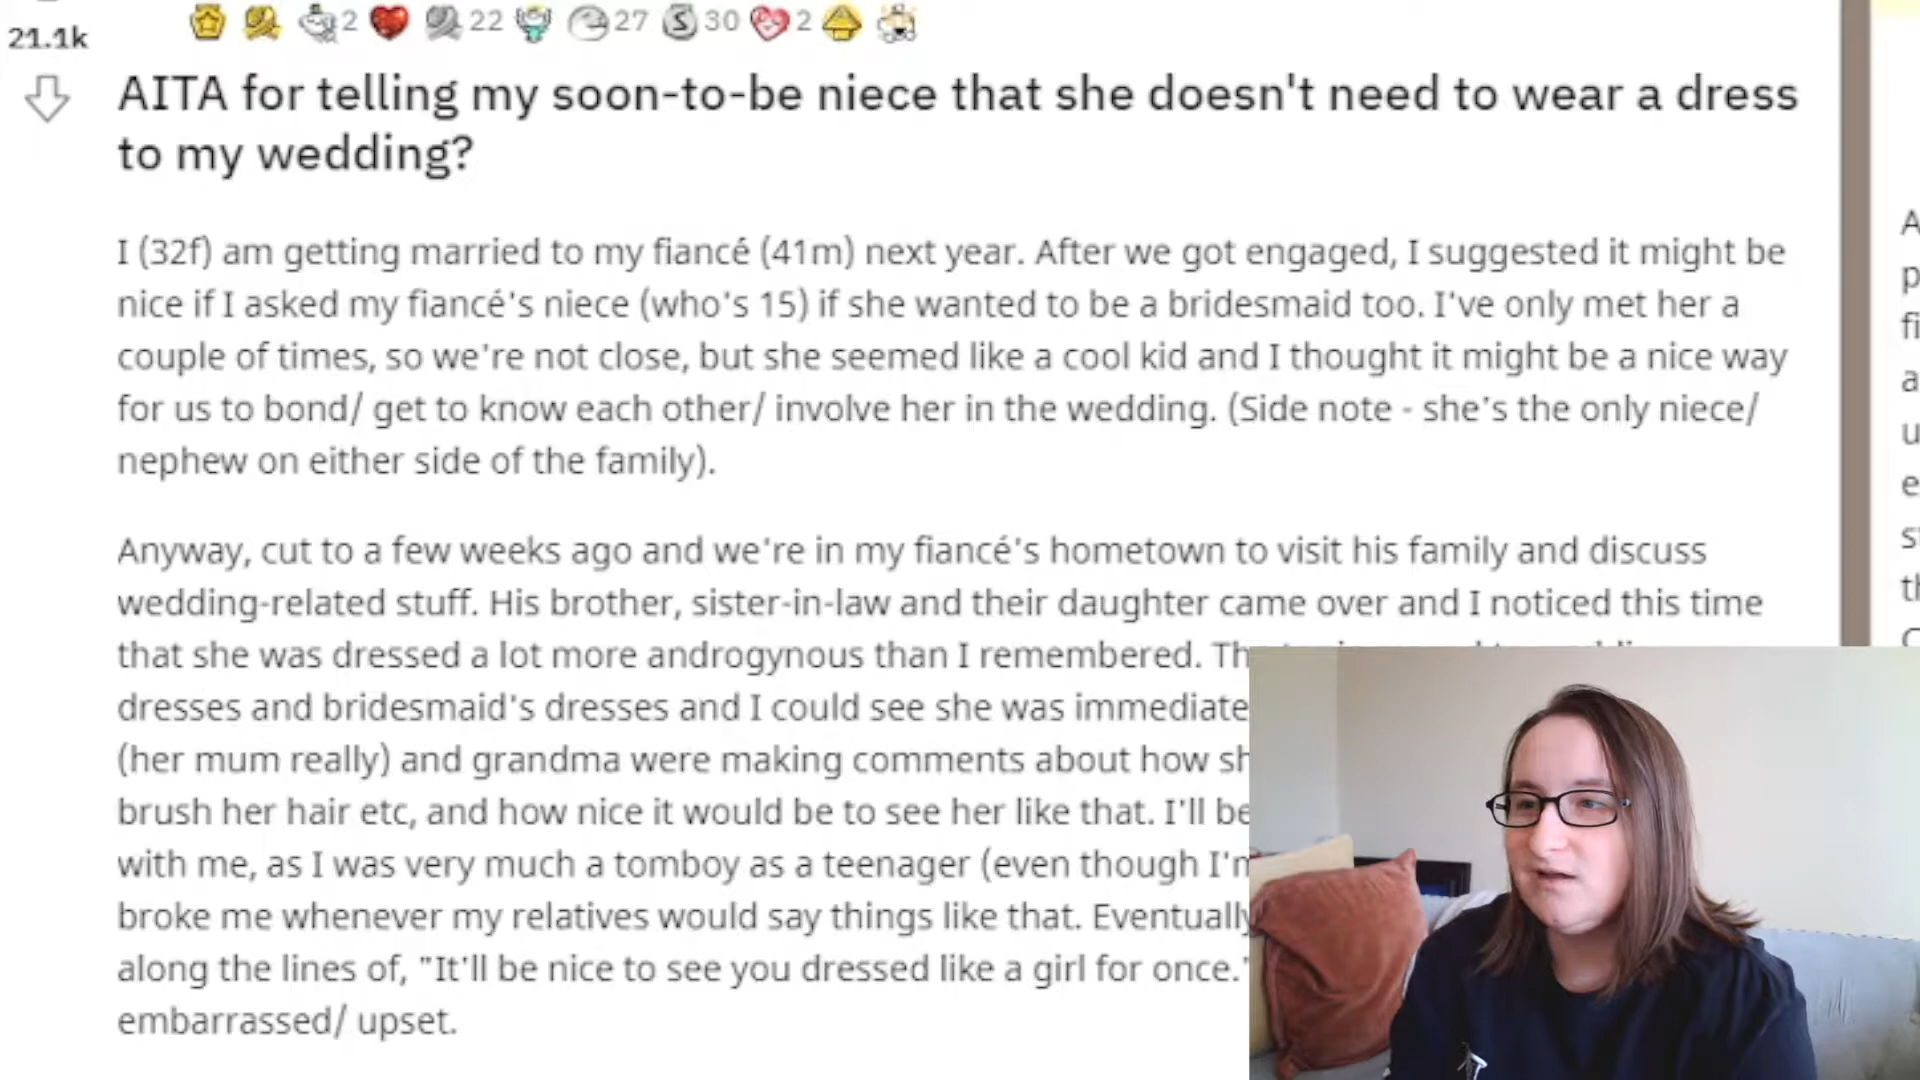 2 22 27 30 2
21.1k
AITA for telling my soon-to-be niece that she doesn't need to wear a dress
to my wedding?
I (32f) am getting married to my fiancé (41m) next year. After we got engaged, I suggested it might be
nice if I asked my fiancé's niece (who's 15) if she wanted to be a bridesmaid too. I've only met her a
couple of times, so we're not close, but she seemed like a cool kid and I thought it might be a nice way
for us to bond/ get to know each other/ involve her in the wedding. (Side note - she's the only niece/
nephew on either side of the family).
Anyway, cut to a few weeks ago and we're in my fiancé's hometown to visit his family and discuss
wedding-related stuff. His brother, sister-in-law and their daughter came over and I noticed this time
that she was dressed a lot more androgynous than I remembered.
dresses and bridesmaid's dresses and I could see she was immediate
(her mum really) and grandma were making comments about how sh
brush her hair etc, and how nice it would be to see her like that. I'll be
with me, as I was very much a tomboy as a teenager (even though I'm
broke me whenever my relatives would say things like that. Eventually
along the lines of, "It'll be nice to see you dressed like a girl for once."
embarrassed/ upset.